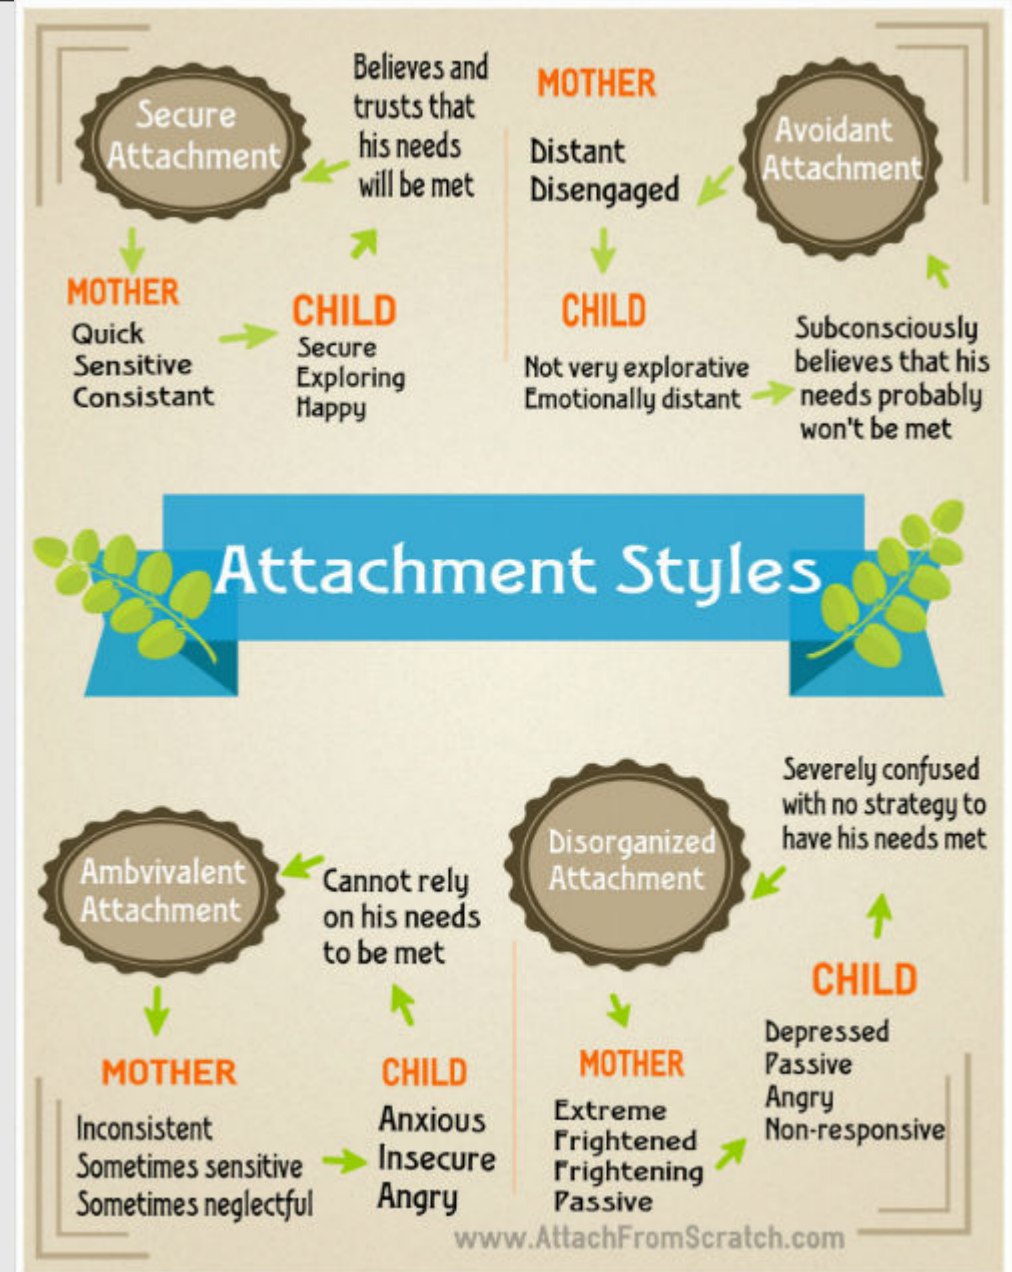 Secure
Attachment
Believes and
trusts that
his needs
will be met
MOTHER
Quick
Sensitive
Consistant
CHILD
Secure
Exploring
Happy
MOTHER
Distant
Disengaged
Avoidant
Attachment
CHILD
Not very explorative
Emotionally distant
Subconsciously
believes that his
needs probably
won't be met
Attachment Styles
Ambvivalent
Attachment
Cannot rely
on his needs
to be met
MOTHER
Inconsistent
Sometimes sensitive
Sometimes neglectful
CHILD
Anxious
Insecure
Angry
Disorganized
Attachment
Severely confused
with no strategy to
have his needs met
MOTHER
Extreme
Frightened
Frightening
Passive
CHILD
Depressed
Passive
Angry
Non-responsive
www.AttachFromScratch.com